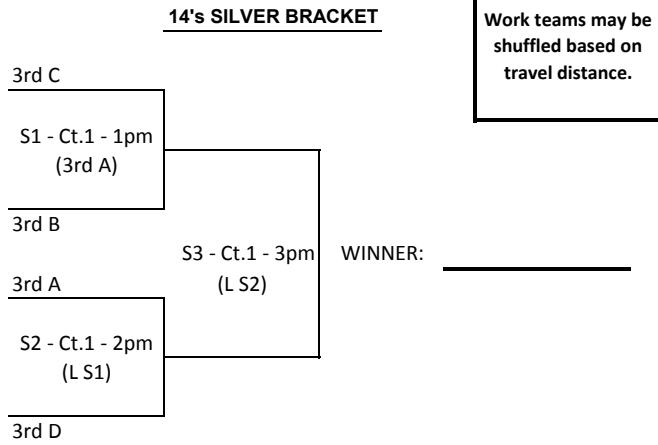 14's SILVER BRACKET
Work teams may be
shuffled based on
travel distance.
3rd C
S1 - Ct.1 - 1pm
(3rd A)
3rd B
S3 - Ct.1 - 3pm
(L S2)
WINNER:
3rd A
S2 - Ct.1 - 2pm
(L S1)
3rd D